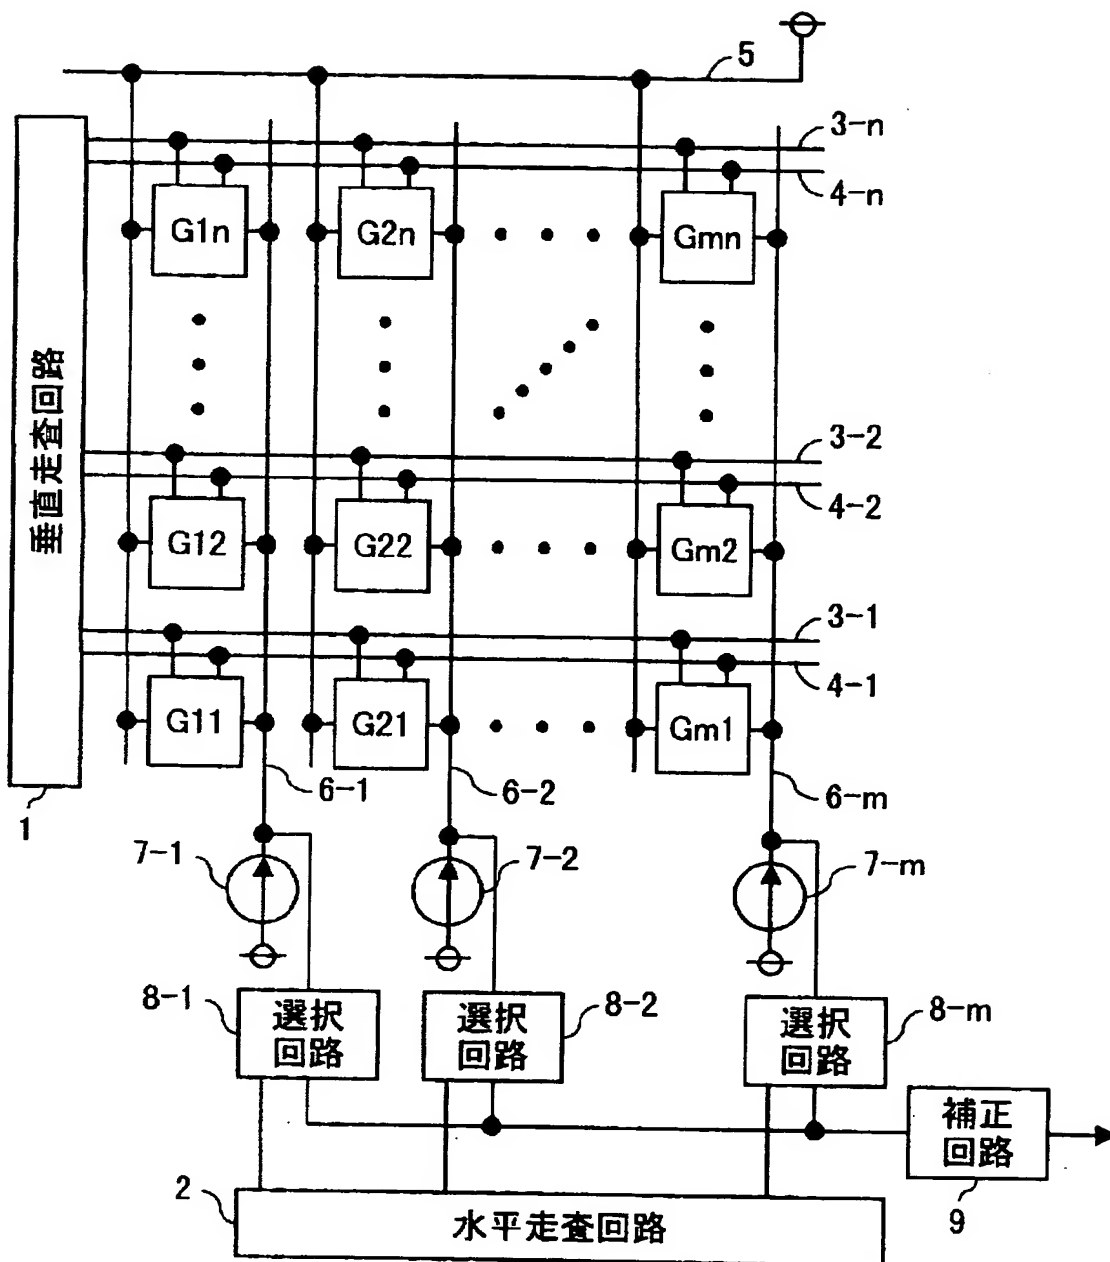 5
3-n
4-n
G1n
G2n
Gmn
垂直走査回路
3-2
4-2
G12
G22
Gm2
3-1
4-1
G11
G21
Gm1
1
6-1
6-2
6-m
7-1
7-2
7-m
8-1
選択
回路
8-2
選択
回路
8-m
選択
回路
補正
回路
9
2
水平走査回路